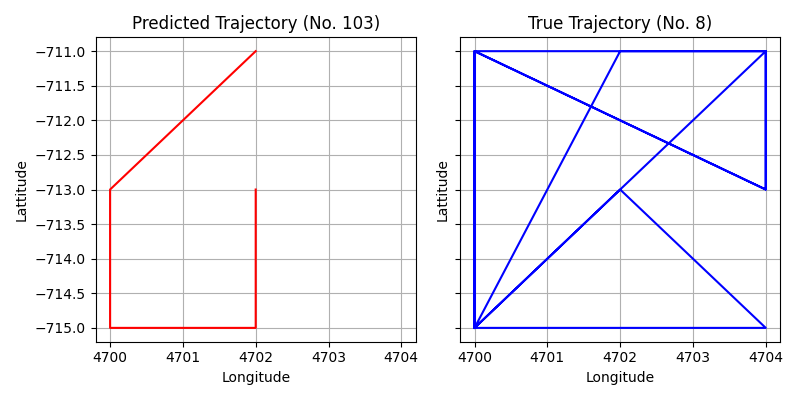 Predicted Trajectory (No. 103)
True Trajectory (No. 8)
Lattitude
−711.0
−711.5
−712.0
−712.5
−713.0
−713.5
−714.0
−714.5
−715.0
4700 4701 4702 4703 4704
Longitude
Lattitude
4700 4701 4702 4703 4704
Longitude